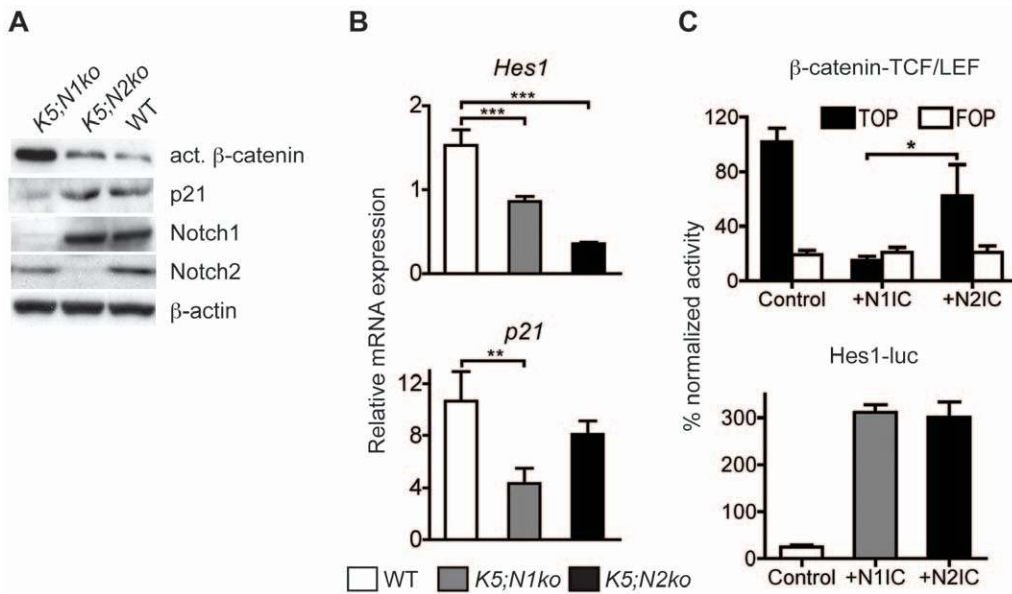 A
K5;N1ko
K5;N2ko
WT
act. β-catenin
p21
Notch1
Notch2
β-actin
B
Relative mRNA expression
Hes1
***
***
2
1
0
p21
**
12
8
4
0
WT K5;N1ko K5;N2ko
C
% normalized activity
β-catenin-TCF/LEF
TOP FOP
*
120
80
40
0
Control +N1IC +N2IC
Hes1-luc
300
200
100
0
Control +N1IC +N2IC